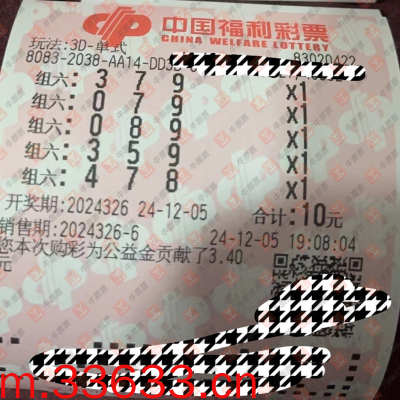 中国福利彩票
CHINA WELFARE LOTTERY
玩法:3D-单式
8083-2038-AA14-DD 93020422
组六: 3 7 9 X1
组六: 0 7 9 X1
组六: 0 8 9 X1
组六: 3 5 9 X1
组六: 4 7 8 X1
开奖期:2024326 24-12-05 合计:10元
销售期:2024326-6 24-12-05 19:08:04
您本次购彩为公益金贡献了3.40
元
m.33633.cn